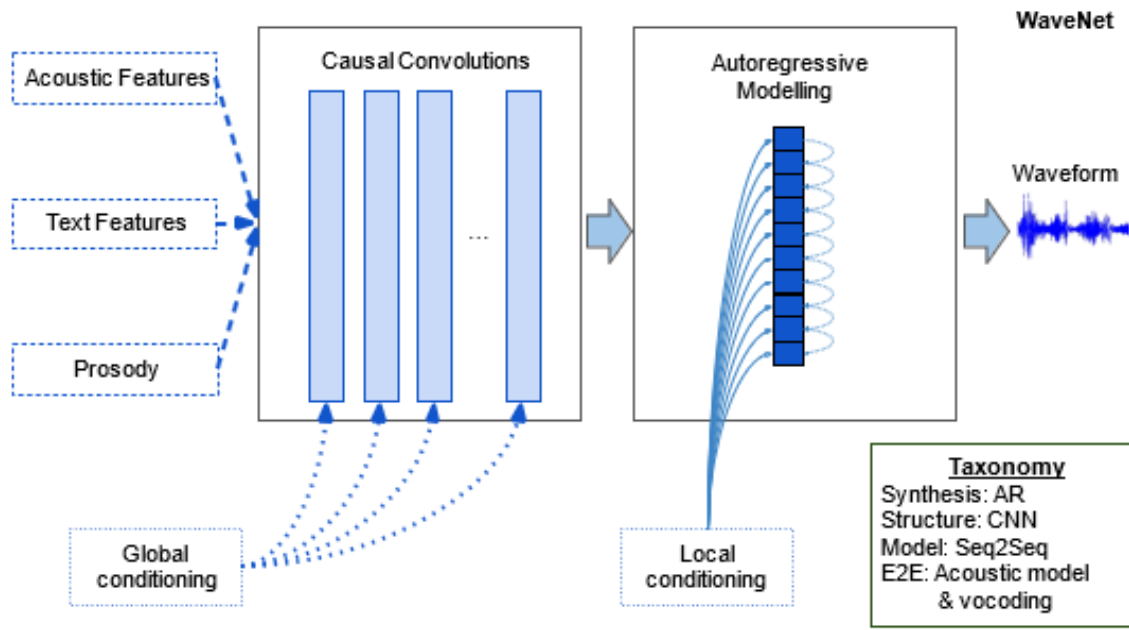 WaveNet
Causal Convolutions
Autoregressive
Modelling
Acoustic Features
Text Features
Prosody
...
Waveform
Global
conditioning
Local
conditioning
Taxonomy
Synthesis: AR
Structure: CNN
Model: Seq2Seq
E2E: Acoustic model
& vocoding